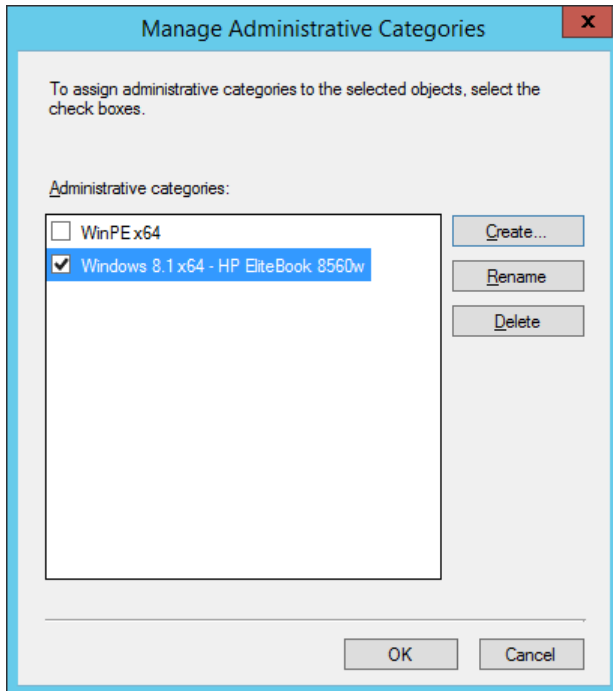 Manage Administrative Categories
x
To assign administrative categories to the selected objects, select the
check boxes.
Administrative categories:
WinPE x64
Windows 8.1 x64 - HP EliteBook 8560w
Create...
Rename
Delete
OK
Cancel